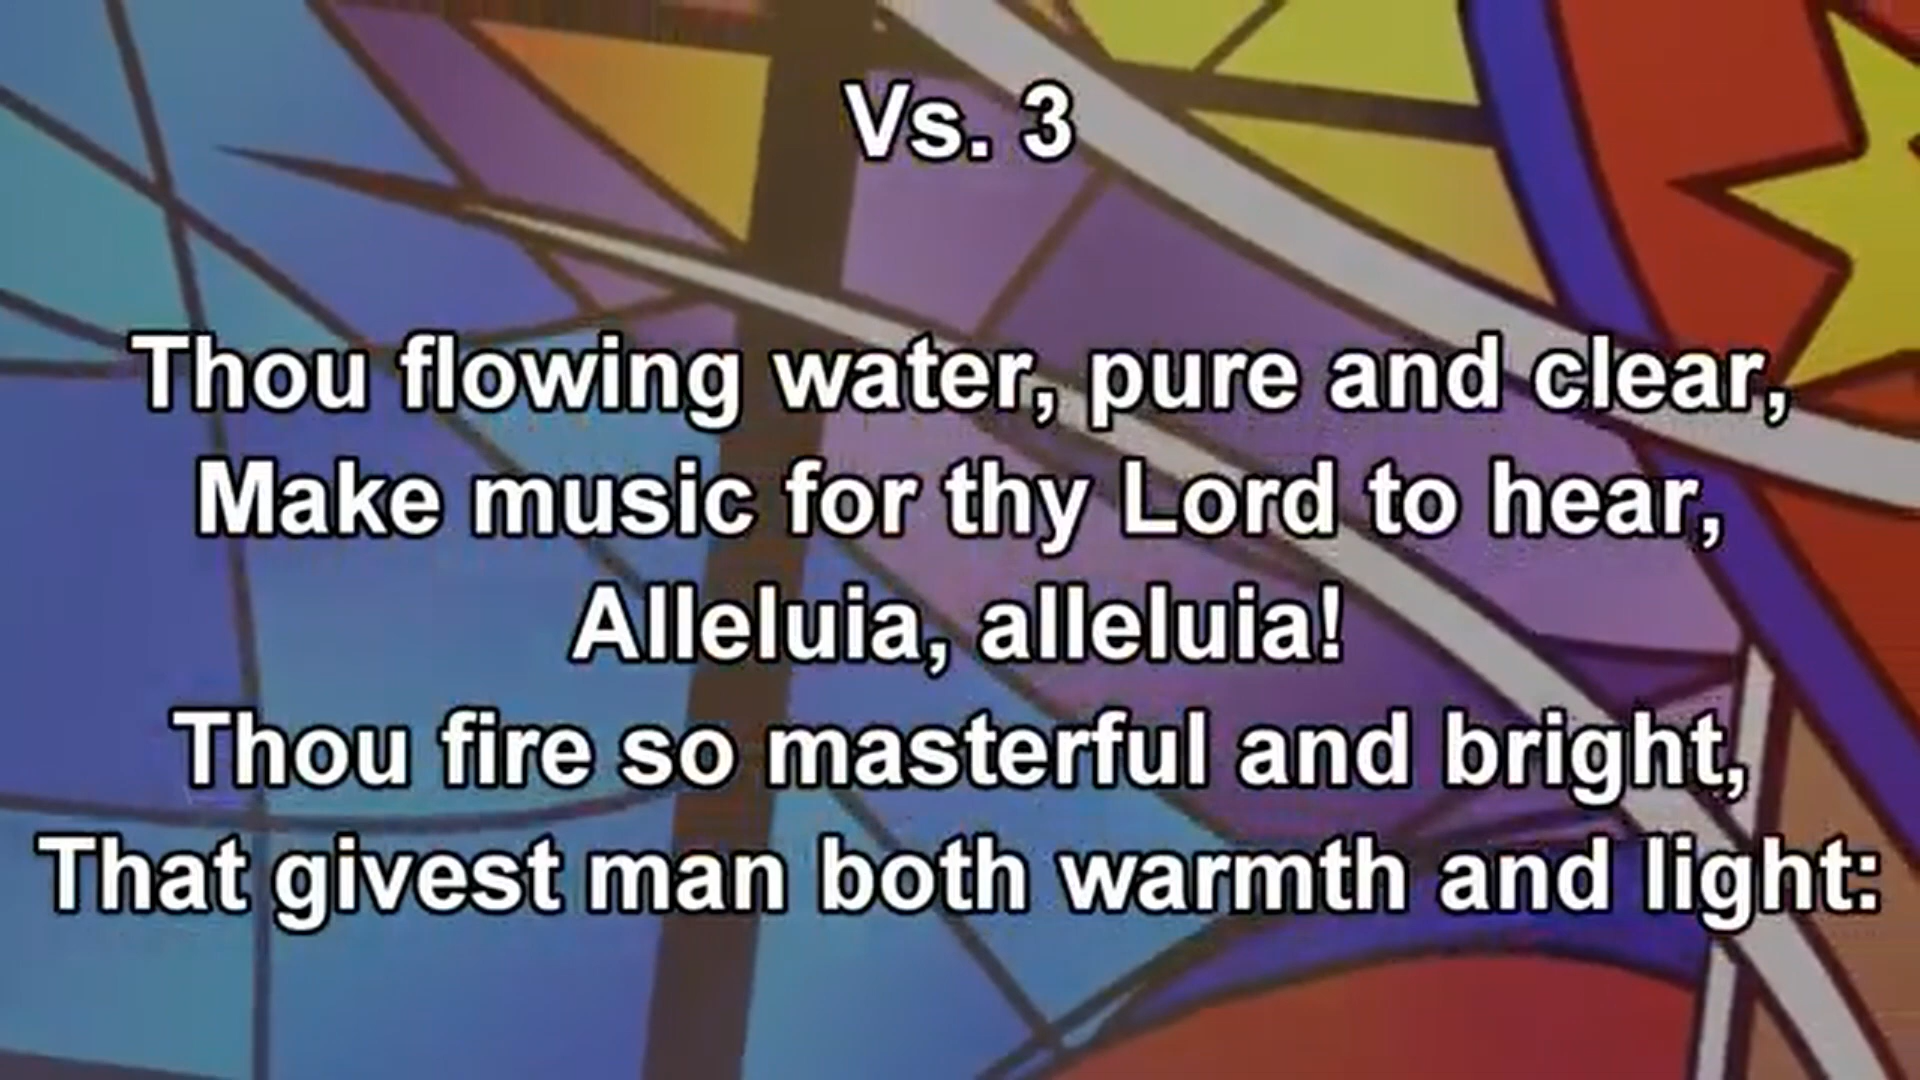 Vs. 3
Thou flowing water, pure and clear,
Make music for thy Lord to hear,
Alleluia, alleluia!
Thou fire so masterful and bright,
That givest man both warmth and light: